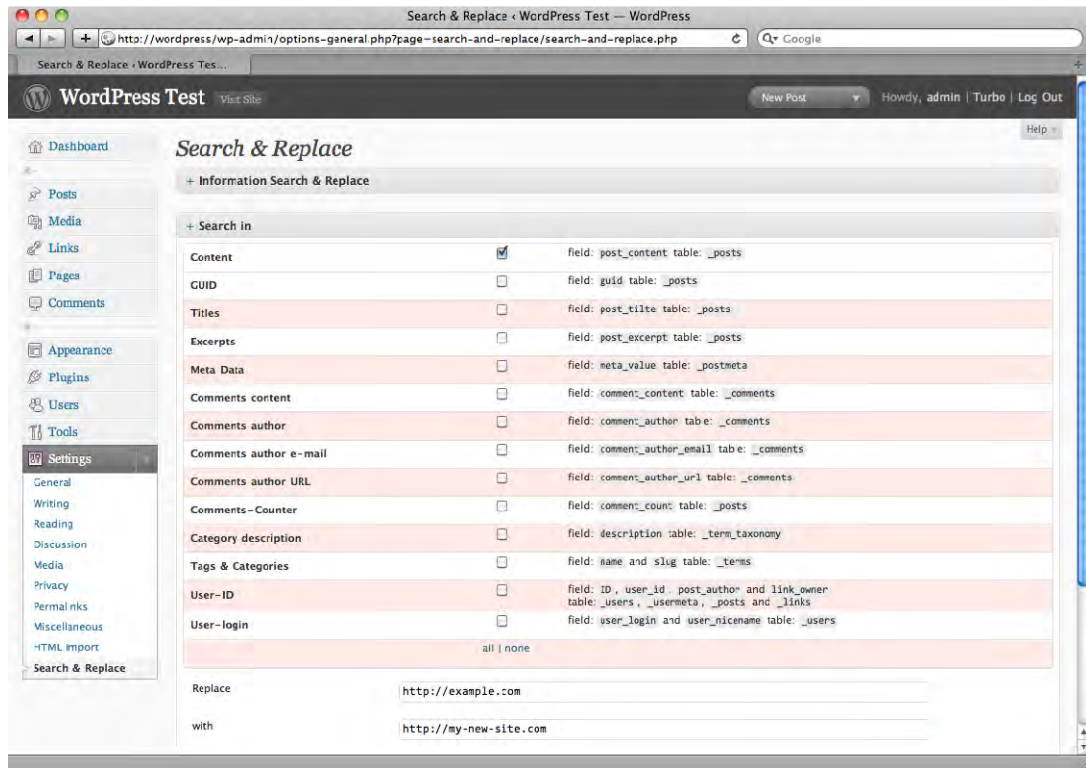 Search & Replace ‹ WordPress Test — WordPress
http://wordpress/wp-admin/options-general.php?page=search-and-replace/search-and-replace.php
Google
Search & Replace ‹ WordPress Tes...
WordPress Test Visit Site
New Post
Howdy, admin | Turbo | Log Out
Help
Dashboard
Posts
Media
Links
Pages
Comments
Appearance
Plugins
Users
Tools
Settings
General
Writing
Reading
Discussion
Media
Privacy
Permalinks
Miscellaneous
HTML Import
Search & Replace
Search & Replace
+ Information Search & Replace
+ Search in
Content field: post_content table: _posts
GUID field: guid table: _posts
Titles field: post_tilte table: _posts
Excerpts field: post_excerpt table: _posts
Meta Data field: meta_value table: _postmeta
Comments content field: comment_content table: _comments
Comments author field: comment_author table: _comments
Comments author e-mail field: comment_author_email table: _comments
Comments author URL field: comment_author_url table: _comments
Comments-Counter field: comment_count table: _posts
Category description field: description table: _term_taxonomy
Tags & Categories field: name and slug table: _terms
User-ID field: ID, user_id, post_author and link_owner
table: _users, _usermeta, _posts and _links
User-login field: user_login and user_nicename table: _users
all | none
Replace http://example.com
with http://my-new-site.com